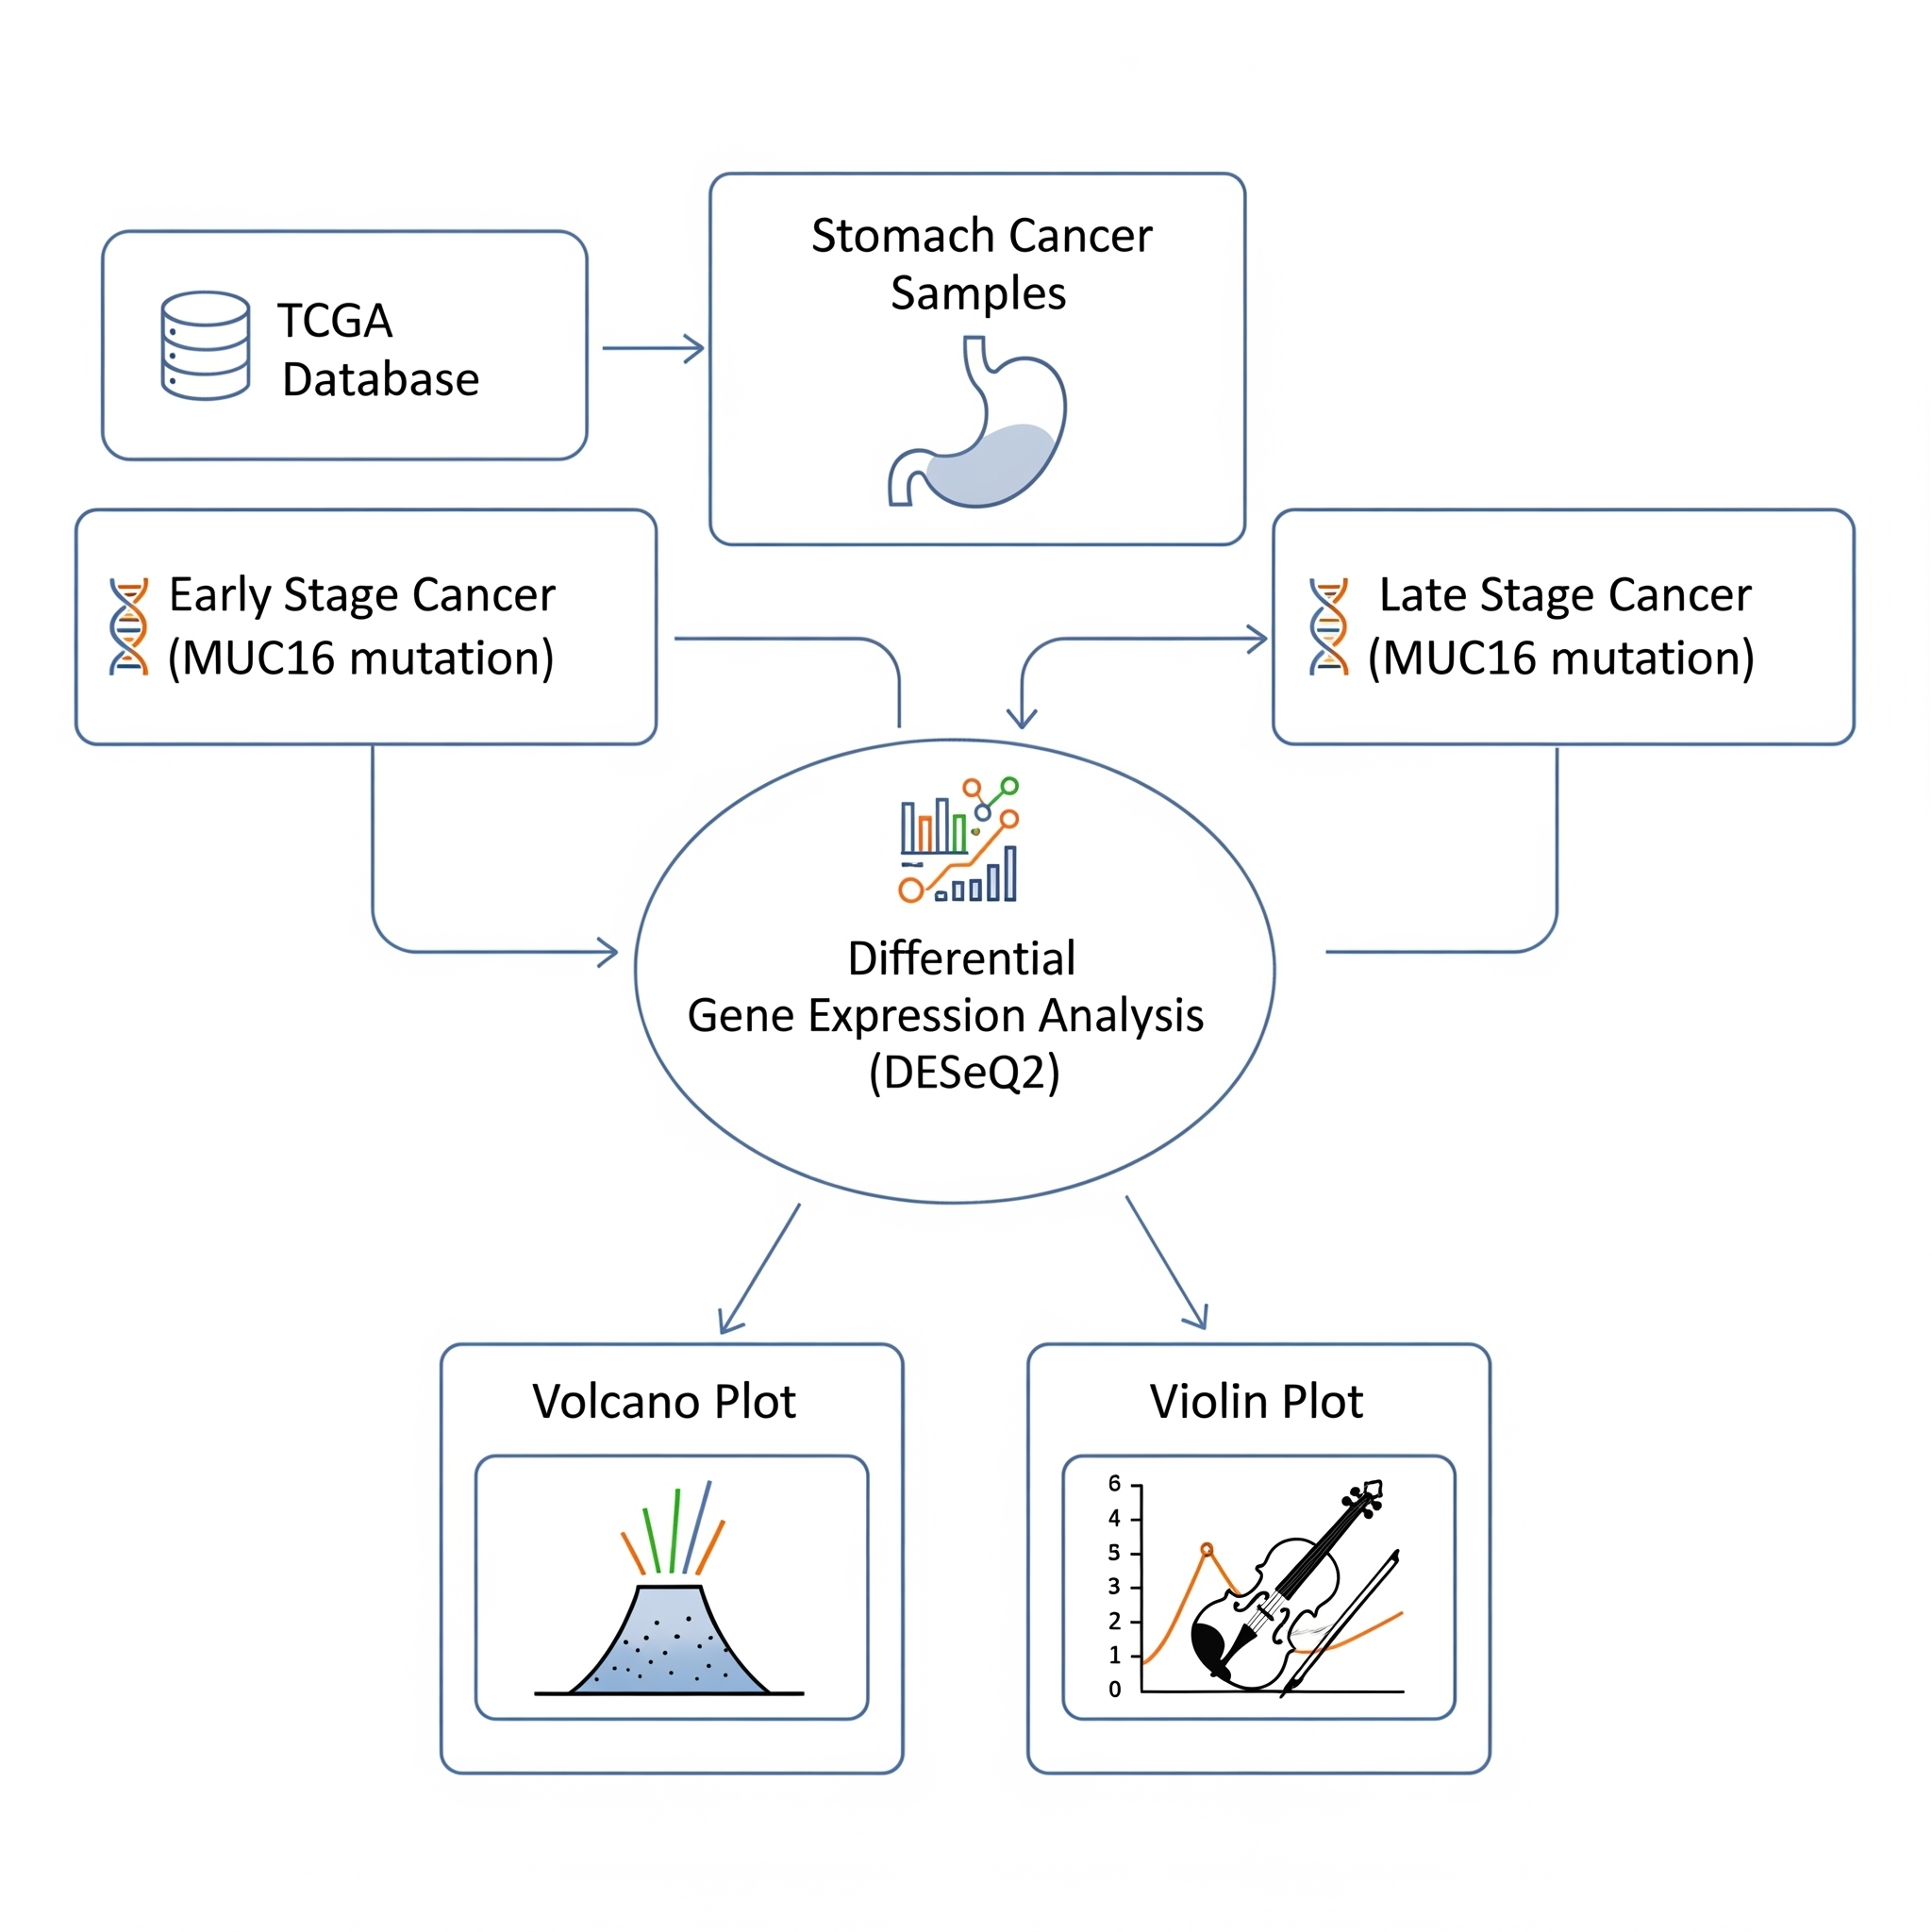 Stomach Cancer
Samples
TCGA
Database
Early Stage Cancer
(MUC16 mutation)
Late Stage Cancer
(MUC16 mutation)
Differential
Gene Expression Analysis
(DESeQ2)
Volcano Plot
Violin Plot
6
4
5
3
2
1
0